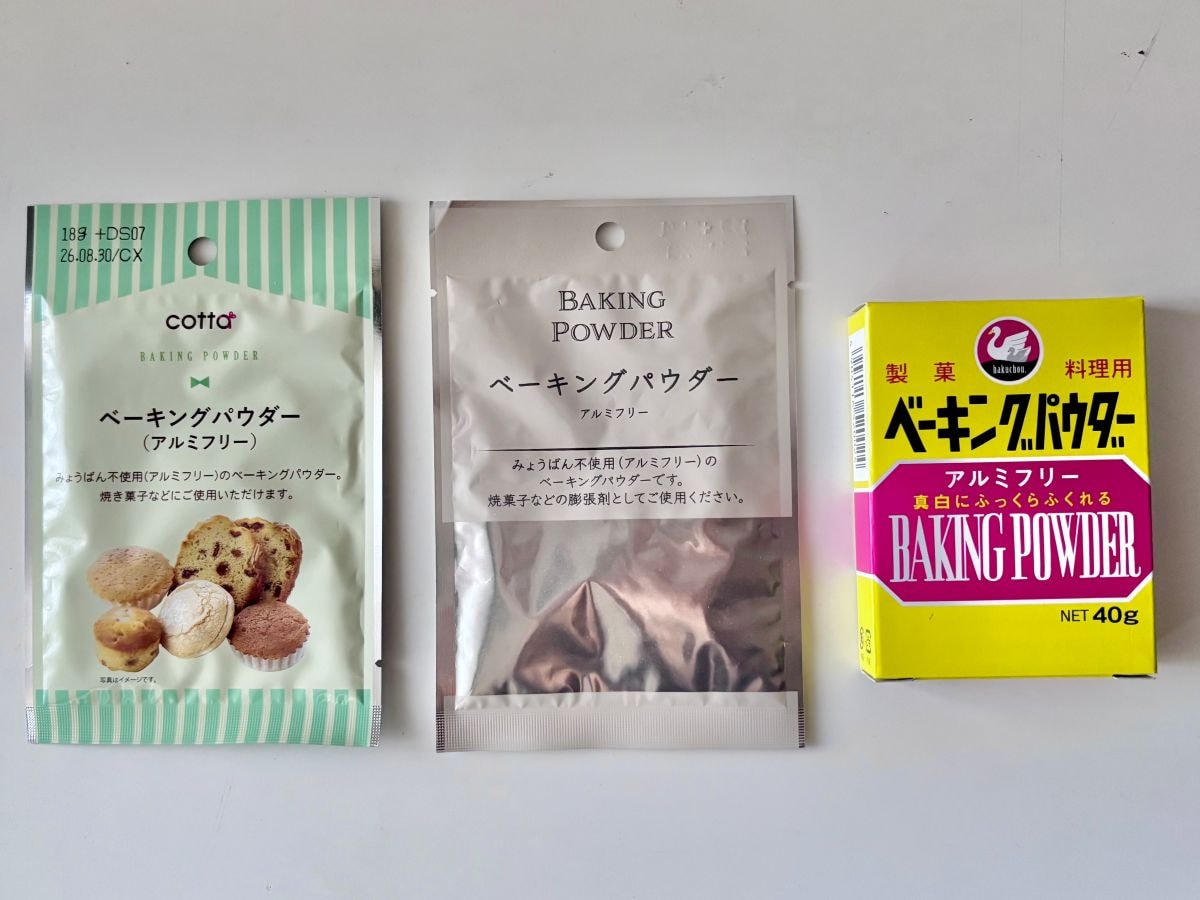 18g +DS07
26.08.30/CX
cotta
BAKING POWDER
ベーキングパウダー
(アルミフリー)
みょうばん不使用(アルミフリー)のベーキングパウダー。
焼き菓子などにご使用いただけます。
写真はイメージです。
BAKING
POWDER
ベーキングパウダー
アルミフリー
みょうばん不使用(アルミフリー)の
ベーキングパウダーです。
焼菓子などの膨張剤としてご使用ください。
hakuchou.
製菓 料理用
ベーキングパウダー
アルミフリー
真白にふっくらふくれる
BAKING POWDER
NET 40g